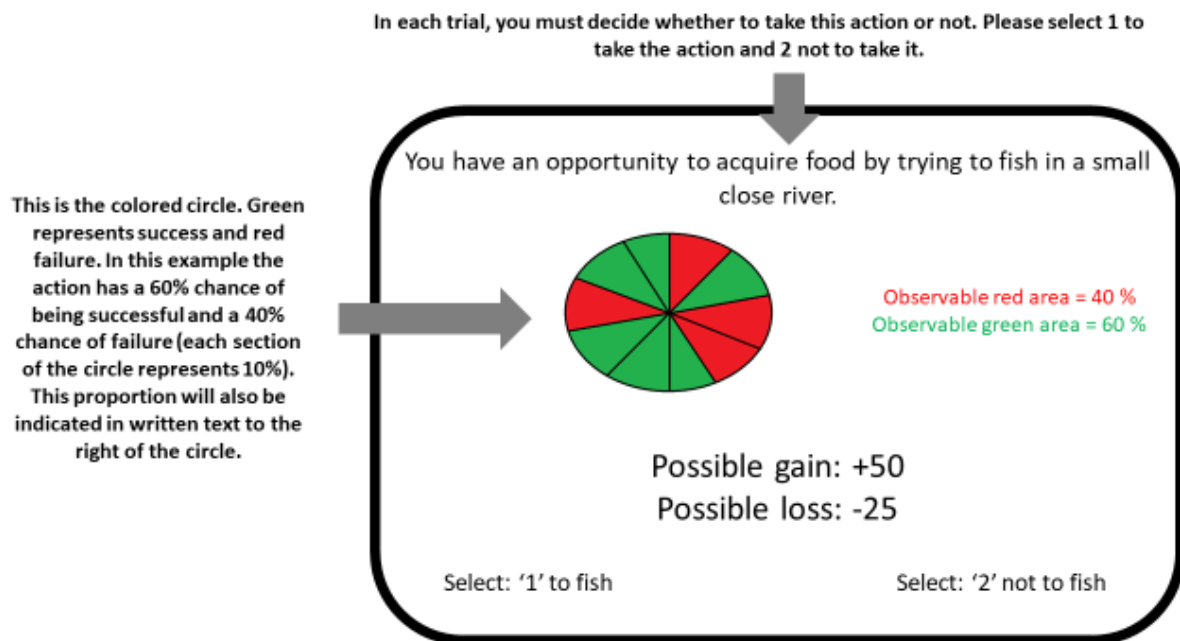 In each trial, you must decide whether to take this action or not. Please select 1 to
take the action and 2 not to take it.
You have an opportunity to acquire food by trying to fish in a small
close river.
This is the colored circle. Green
represents success and red
failure. In this example the
action has a 60% chance of
being successful and a 40%
chance of failure (each section
of the circle represents 10%).
This proportion will also be
indicated in written text to the
right of the circle.
Observable red area = 40 %
Observable green area = 60 %
Possible gain: +50
Possible loss: -25
Select: ‘1’ to fish
Select: ‘2’ not to fish